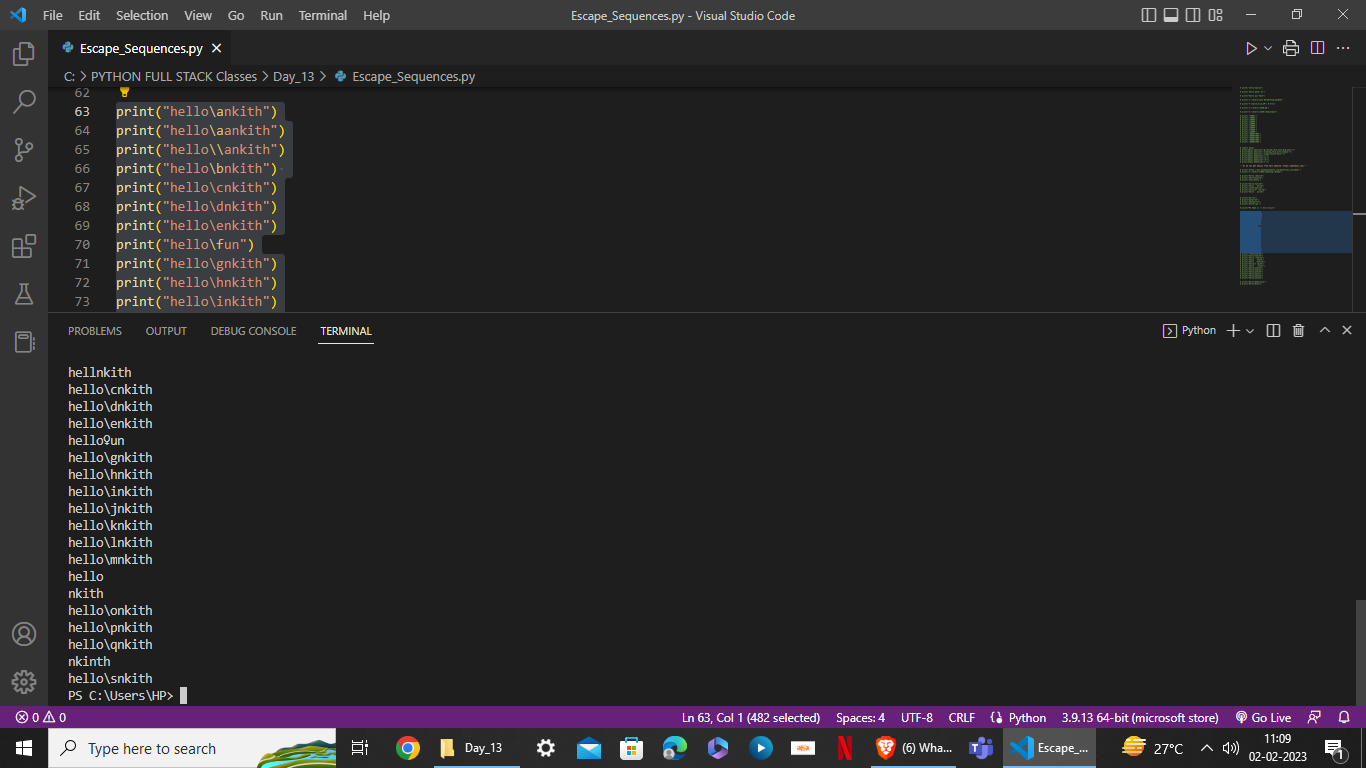 File Edit Selection View Go Run Terminal Help Escape_Sequences.py - Visual Studio Code
Escape_Sequences.py
C: > PYTHON FULL STACK Classes > Day_13 > Escape_Sequences.py
62
63 print("hello\ankith")
64 print("hello\aankith")
65 print("hello\\ankith")
66 print("hello\bnkith")
67 print("hello\cnkith")
68 print("hello\dnkith")
69 print("hello\enkith")
70 print("hello\fun")
71 print("hello\gnkith")
72 print("hello\hnkith")
73 print("hello\inkith")
PROBLEMS OUTPUT DEBUG CONSOLE TERMINAL Python
hellnkith
hello\cnkith
hello\dnkith
hello\enkith
hello♀un
hello\gnkith
hello\hnkith
hello\inkith
hello\jnkith
hello\knkith
hello\lnkith
hello\mnkith
hello
nkith
hello\onkith
hello\pnkith
hello\qnkith
nkinth
hello\snkith
PS C:\Users\HP>
0 0 Ln 63, Col 1 (482 selected) Spaces: 4 UTF-8 CRLF Python 3.9.13 64-bit (microsoft store) Go Live
Type here to search Day_13 (6) Wha... Escape_... 27°C 11:09
02-02-2023 1